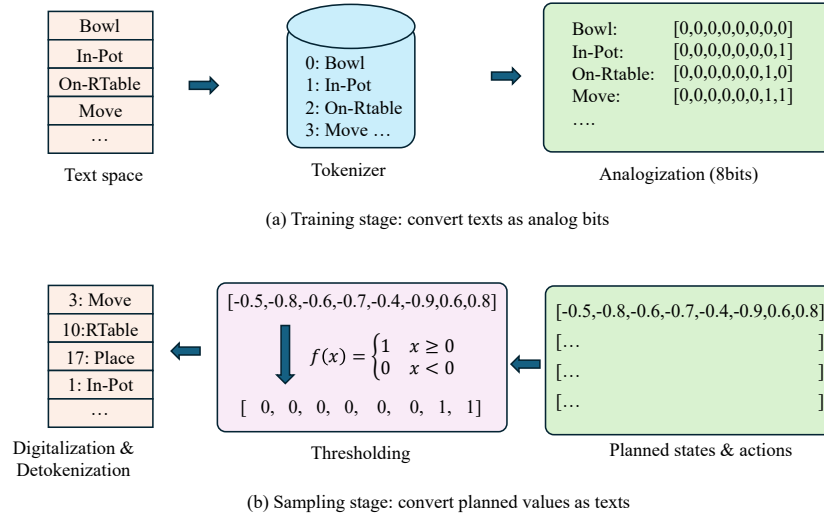 Bowl
In-Pot
On-RTable
Move
…
Text space
0: Bowl
1: In-Pot
2: On-Rtable
3: Move …
Tokenizer
Bowl: [0,0,0,0,0,0,0,0]
In-Pot: [0,0,0,0,0,0,0,1]
On-Rtable: [0,0,0,0,0,0,1,0]
Move: [0,0,0,0,0,0,1,1]
….
Analogization (8bits)
(a) Training stage: convert texts as analog bits
3: Move
10:RTable
17: Place
1: In-Pot
…
Digitalization &
Detokenization
[-0.5,-0.8,-0.6,-0.7,-0.4,-0.9,0.6,0.8]
f(x) = {1 x ≥ 0
0 x < 0
[ 0, 0, 0, 0, 0, 0, 1, 1]
Thresholding
[-0.5,-0.8,-0.6,-0.7,-0.4,-0.9,0.6,0.8]
[… ]
[… ]
[… ]
Planned states & actions
(b) Sampling stage: convert planned values as texts